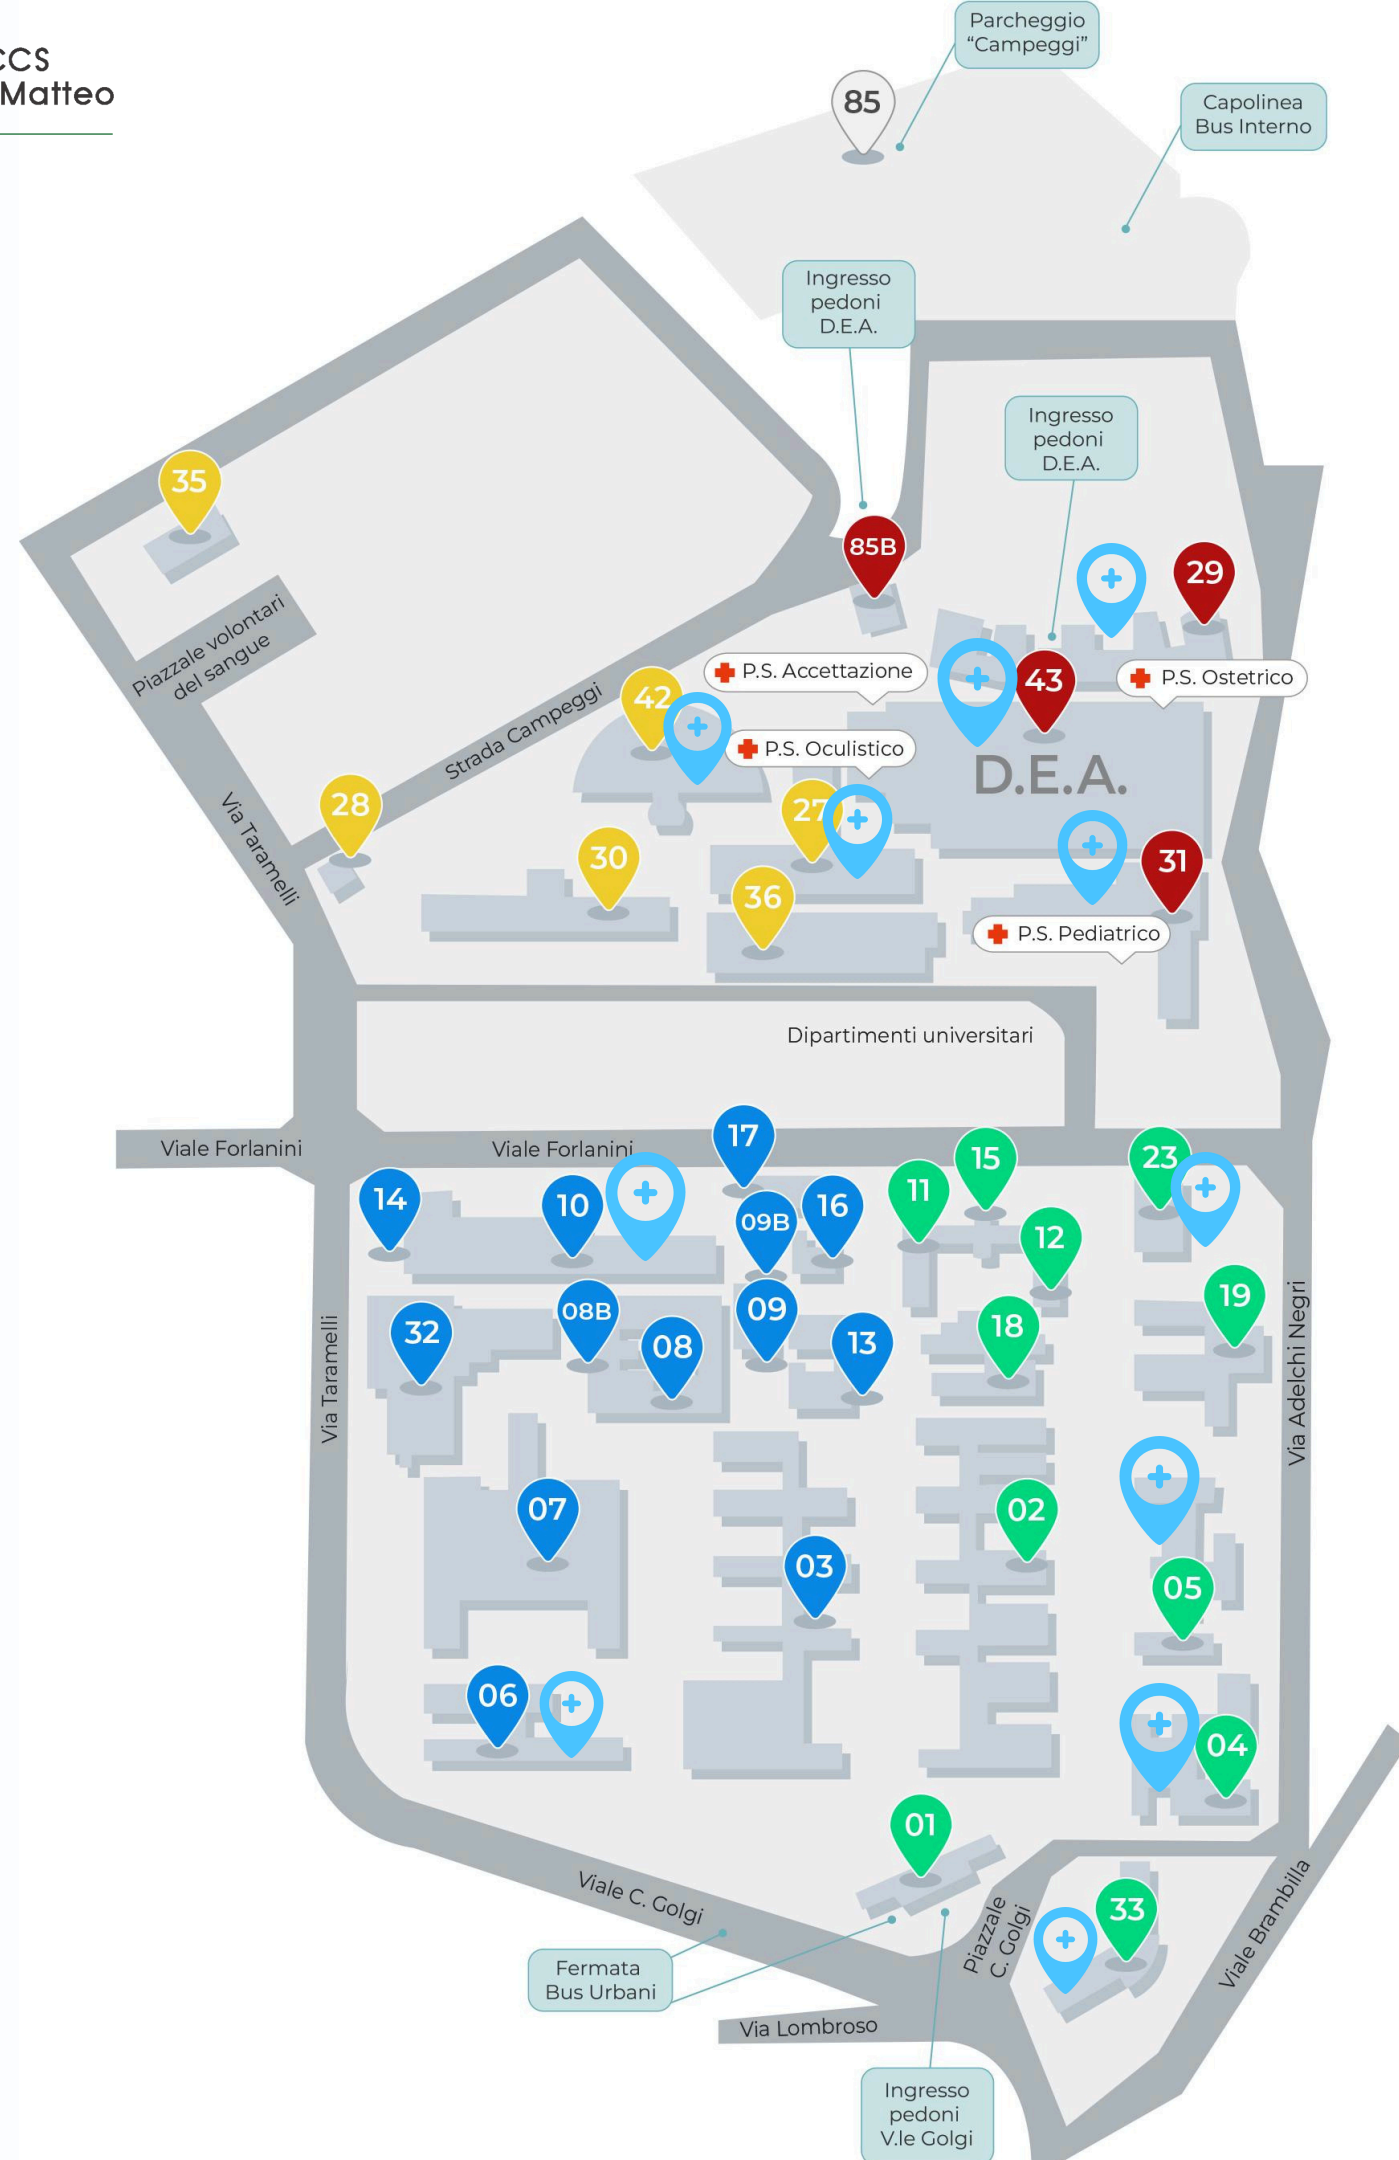 CCS
Matteo
Parcheggio
“Campeggi”
85
Capolinea
Bus Interno
Ingresso
pedoni
D.E.A.
Ingresso
pedoni
D.E.A.
35
85B
29
Piazzale volontari
del sangue
P.S. Accettazione
43
P.S. Ostetrico
42
Strada Campeggi
P.S. Oculistico
D.E.A.
28
27
Via Taramelli
30
36
31
P.S. Pediatrico
Dipartimenti universitari
Viale Forlanini
Viale Forlanini
17
15
23
14
10
09B
16
11
12
32
08B
08
09
13
18
19
Via Taramelli
Via Adelchi Negri
07
03
02
05
06
04
01
Viale C. Golgi
Piazzale
C. Golgi
33
Viale Brambilla
Fermata
Bus Urbani
Via Lombroso
Ingresso
pedoni
V.le Golgi